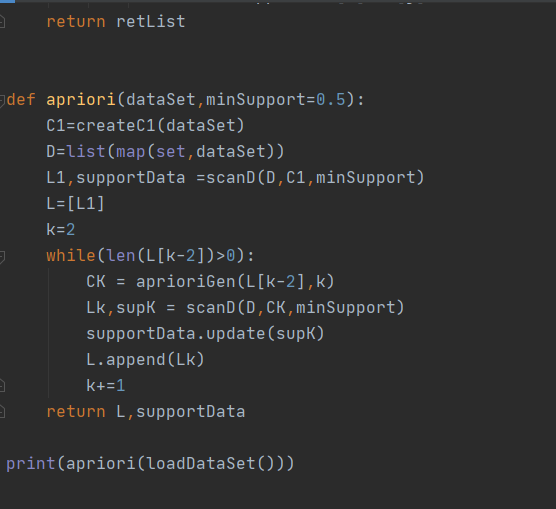 return retList
def apriori(dataSet,minSupport=0.5):
    C1=createC1(dataSet)
    D=list(map(set,dataSet))
    L1,supportData =scanD(D,C1,minSupport)
    L=[L1]
    k=2
    while(len(L[k-2])>0):
        CK = aprioriGen(L[k-2],k)
        Lk,supK = scanD(D,CK,minSupport)
        supportData.update(supK)
        L.append(Lk)
        k+=1
    return L,supportData
print(apriori(loadDataSet()))